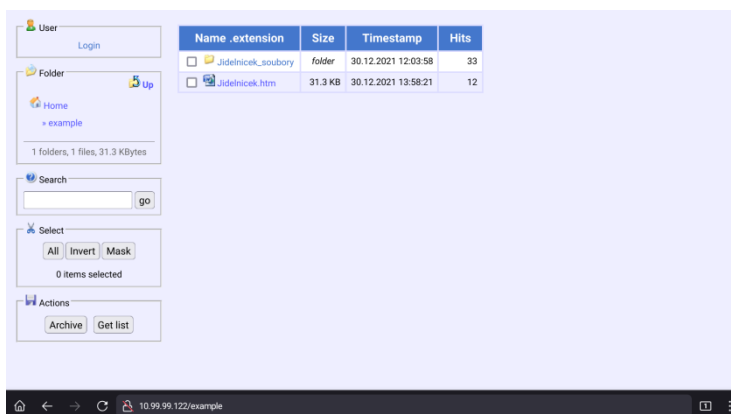 User
Login
Folder
Up
Home
» example
1 folders, 1 files, 31.3 KBytes
Search
go
Select
All Invert Mask
0 items selected
Actions
Archive Get list
Name .extension Size Timestamp Hits
Jidelnicek_soubory folder 30.12.2021 12:03:58 33
Jidelnicek.htm 31.3 KB 30.12.2021 13:58:21 12
10.99.99.122/example 1